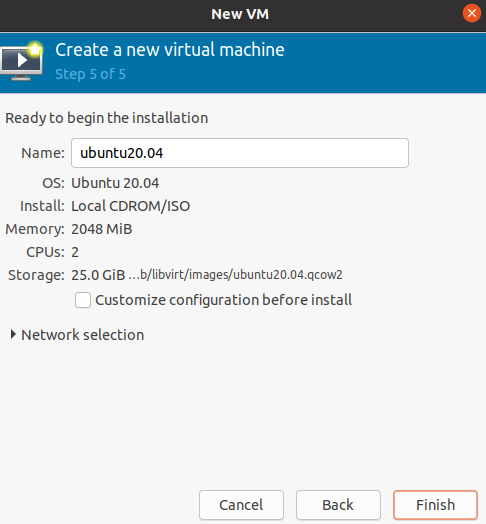 New VM
Create a new virtual machine
Step 5 of 5
Ready to begin the installation
Name: ubuntu20.04
OS: Ubuntu 20.04
Install: Local CDROM/ISO
Memory: 2048 MiB
CPUs: 2
Storage: 25.0 GiB …b/libvirt/images/ubuntu20.04.qcow2
Customize configuration before install
Network selection
Cancel Back Finish